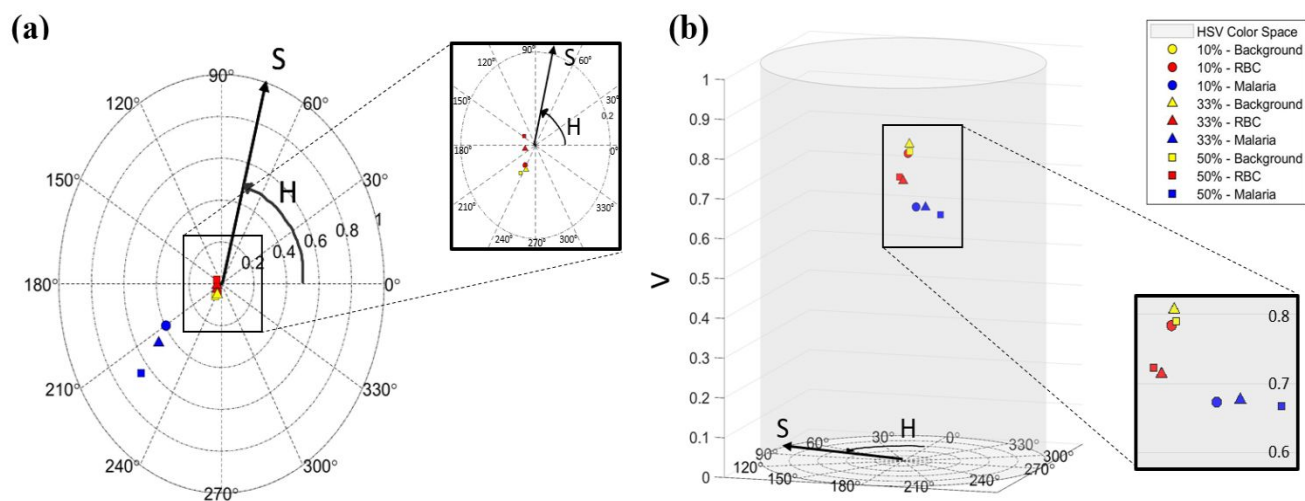 (a)
S
90°
120°
60°
150°
30°
H
1
0.8
0.6
0.4
0.2
180°
0°
210°
330°
240°
300°
270°
S
90°
120°
60°
150°
30°
0.2
H
180°
0°
210°
330°
240°
270°
300°
(b)
HSV Color Space
10% - Background
10% - RBC
10% - Malaria
33% - Background
33% - RBC
33% - Malaria
50% - Background
50% - RBC
50% - Malaria
1
0.9
0.8
0.7
0.6
0.5
0.4
0.3
0.2
0.1
0
V
S
H
60°
30°
0°
330°
300°
90°
270°
120°
150°
180°
210°
240°
0.8
0.7
0.6